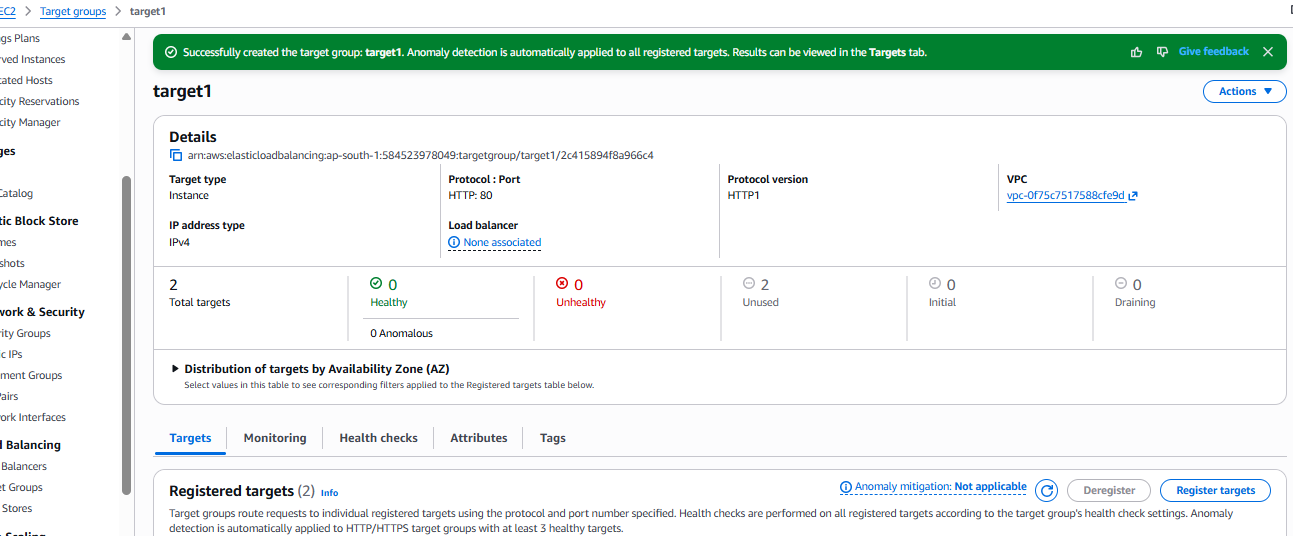 EC2 > Target groups > target1
gs Plans
rved Instances
cated Hosts
city Reservations
city Manager
ges
Catalog
tic Block Store
mes
shots
ycle Manager
work & Security
rity Groups
ic IPs
ement Groups
Pairs
ork Interfaces
d Balancing
Balancers
et Groups
Stores
Successfully created the target group: target1. Anomaly detection is automatically applied to all registered targets. Results can be viewed in the Targets tab.
Give feedback
target1
Actions
Details
arn:aws:elasticloadbalancing:ap-south-1:584523978049:targetgroup/target1/2c415894f8a966c4
Target type
Instance
Protocol : Port
HTTP: 80
Protocol version
HTTP1
VPC
vpc-0f75c7517588cfe9d
IP address type
IPv4
Load balancer
None associated
2
Total targets
0
Healthy
0 Anomalous
0
Unhealthy
2
Unused
0
Initial
0
Draining
Distribution of targets by Availability Zone (AZ)
Select values in this table to see corresponding filters applied to the Registered targets table below.
Targets
Monitoring
Health checks
Attributes
Tags
Registered targets (2) Info
Anomaly mitigation: Not applicable
Deregister
Register targets
Target groups route requests to individual registered targets using the protocol and port number specified. Health checks are performed on all registered targets according to the target group's health check settings. Anomaly
detection is automatically applied to HTTP/HTTPS target groups with at least 3 healthy targets.